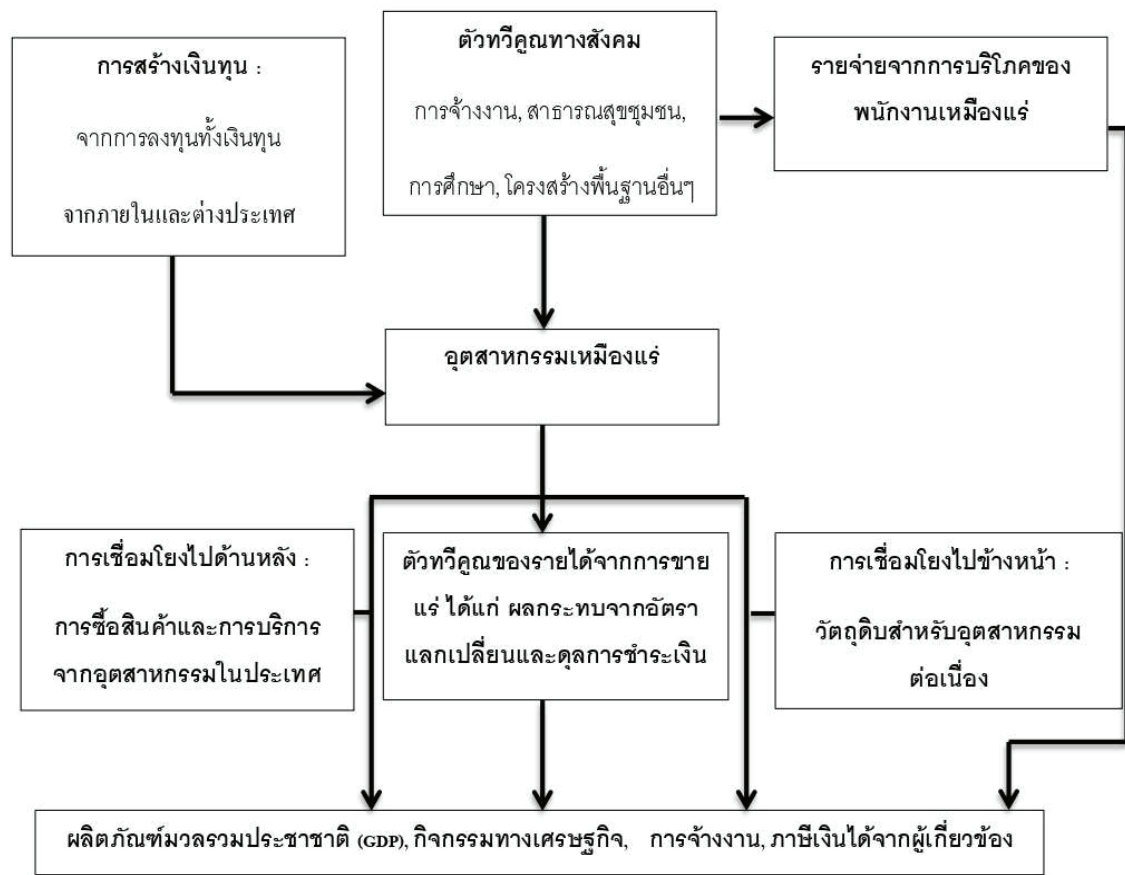 การสร้างเงินทุน :
จากการลงทุนทั้งเงินทุน
จากภายในและต่างประเทศ
ตัวทวีคูณทางสังคม
การจ้างงาน, สาธารณสุขชุมชน,
การศึกษา, โครงสร้างพื้นฐานอื่นๆ
รายจ่ายจากการบริโภคของ
พนักงานเหมืองแร่
อุตสาหกรรมเหมืองแร่
การเชื่อมโยงไปด้านหลัง :
การซื้อสินค้าและการบริการ
จากอุตสาหกรรมในประเทศ
ตัวทวีคูณของรายได้จากการขาย
แร่ ได้แก่ ผลกระทบจากอัตรา
แลกเปลี่ยนและดุลการชำระเงิน
การเชื่อมโยงไปข้างหน้า :
วัตถุดิบสำหรับอุตสาหกรรม
ต่อเนื่อง
ผลิตภัณฑ์มวลรวมประชาชาติ (GDP), กิจกรรมทางเศรษฐกิจ, การจ้างงาน, ภาษีเงินได้จากผู้เกี่ยวข้อง